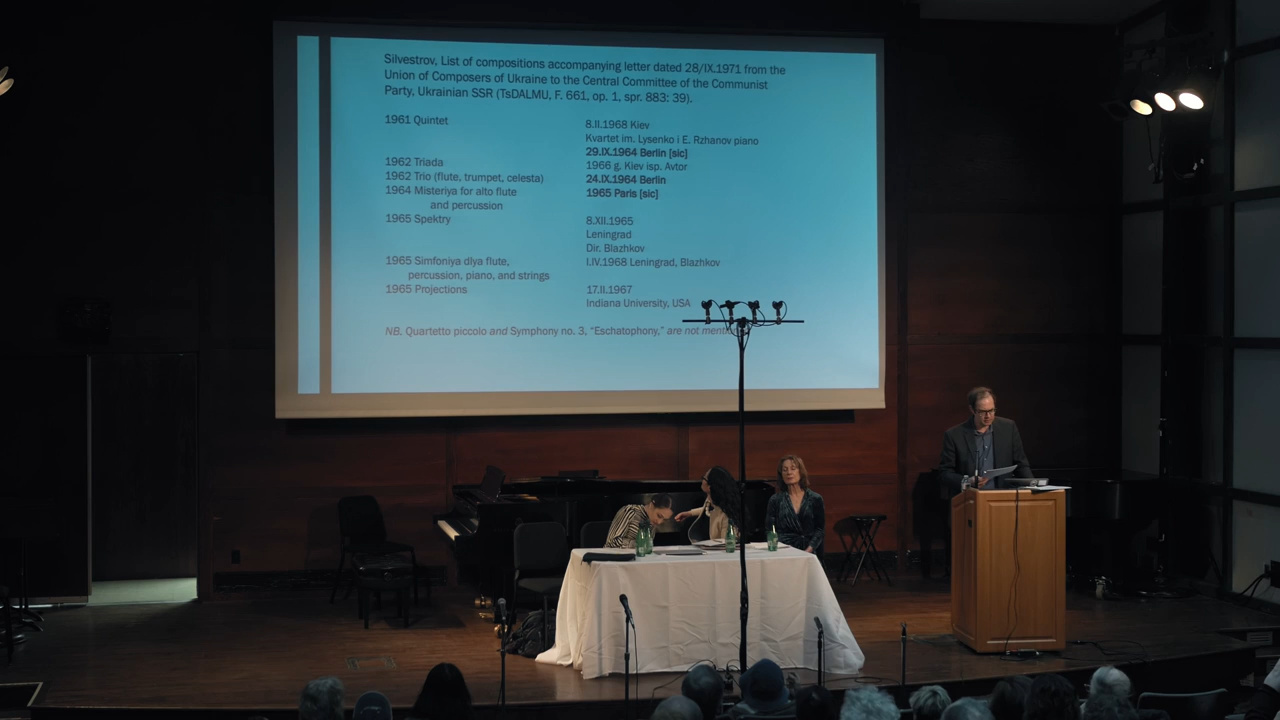 Silvestrov, List of compositions accompanying letter dated 28/IX.1971 from the
Union of Composers of Ukraine to the Central Committee of the Communist
Party, Ukrainian SSR (TsDALMU, F. 661, op. 1, spr. 883: 39).
1961 Quintet 8.II.1968 Kiev
Kvartet im. Lysenko i E. Rzhanov piano
29.IX.1964 Berlin [sic]
1962 Triada 1966 g. Kiev isp. Avtor
1962 Trio (flute, trumpet, celesta) 24.IX.1964 Berlin
1964 Misteriya for alto flute 1965 Paris [sic]
and percussion
1965 Spektry 8.XII.1965
Leningrad
Dir. Blazhkov
1965 Simfoniya dlya flute, I.IV.1968 Leningrad, Blazhkov
percussion, piano, and strings
1965 Projections 17.II.1967
Indiana University, USA
NB. Quartetto piccolo and Symphony no. 3, “Eschatophony,” are not